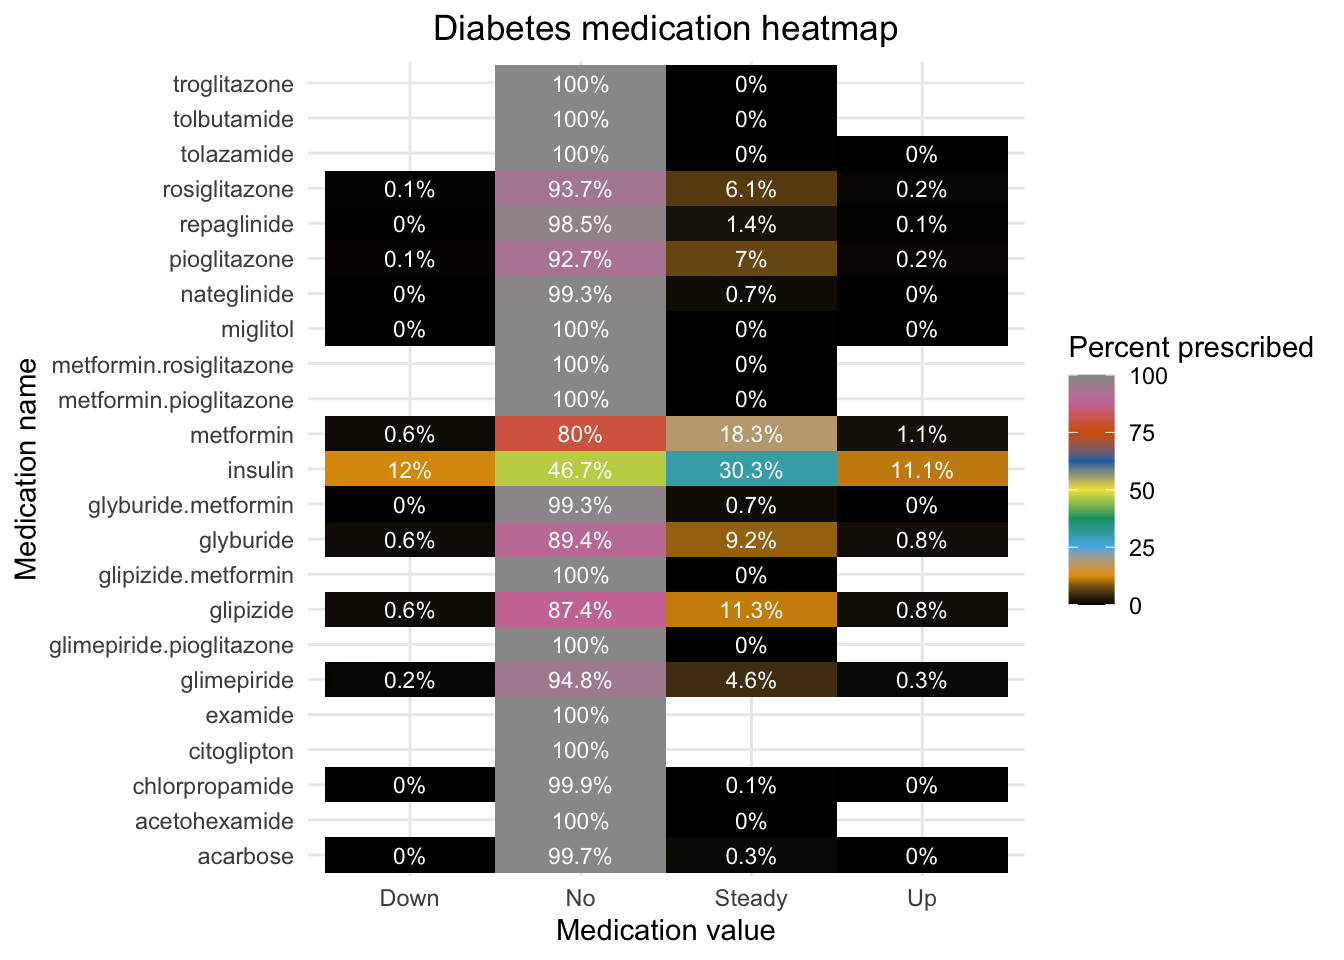 Diabetes medication heatmap
Medication name
troglitazone 100% 0%
tolbutamide 100% 0%
tolazamide 100% 0% 0%
rosiglitazone 0.1% 93.7% 6.1% 0.2%
repaglinide 0% 98.5% 1.4% 0.1%
pioglitazone 0.1% 92.7% 7% 0.2%
nateglinide 0% 99.3% 0.7% 0%
miglitol 0% 100% 0% 0%
metformin.rosiglitazone 100% 0%
metformin.pioglitazone 100% 0%
metformin 0.6% 80% 18.3% 1.1%
insulin 12% 46.7% 30.3% 11.1%
glyburide.metformin 0% 99.3% 0.7% 0%
glyburide 0.6% 89.4% 9.2% 0.8%
glipizide.metformin 100% 0%
glipizide 0.6% 87.4% 11.3% 0.8%
glimepiride.pioglitazone 100% 0%
glimepiride 0.2% 94.8% 4.6% 0.3%
examide 100%
citoglipton 100%
chlorpropamide 0% 99.9% 0.1% 0%
acetohexamide 100% 0%
acarbose 0% 99.7% 0.3% 0%
Down No Steady Up
Medication value
Percent prescribed
100
75
50
25
0